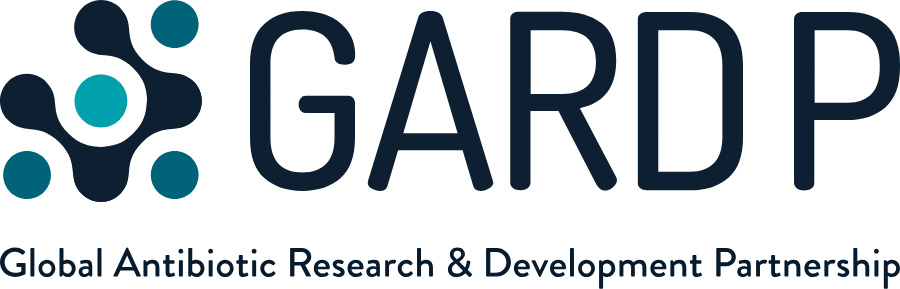 GARDP
Global Antibiotic Research & Development Partnership